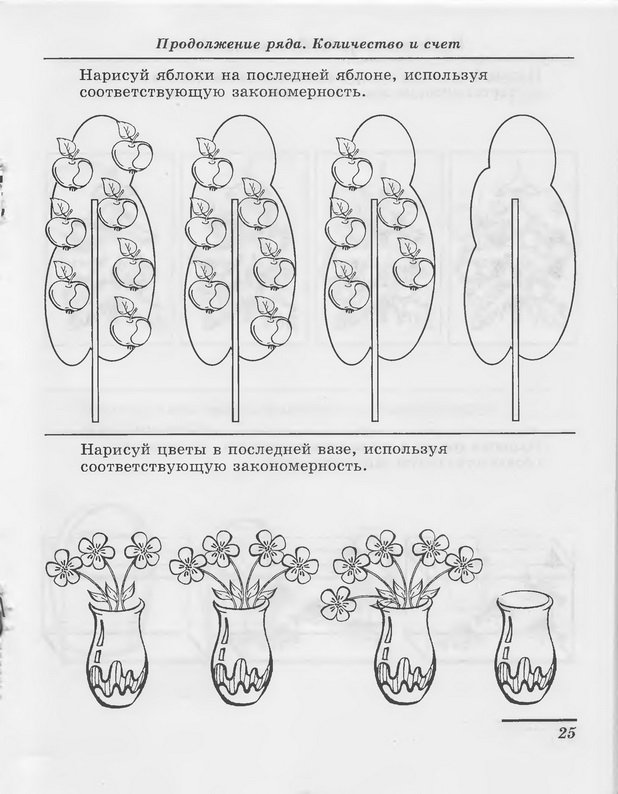 Продолжение ряда. Количество и счет
Нарисуй яблоки на последней яблоне, используя
соответствующую закономерность.
Нарисуй цветы в последней вазе, используя
соответствующую закономерность.
25